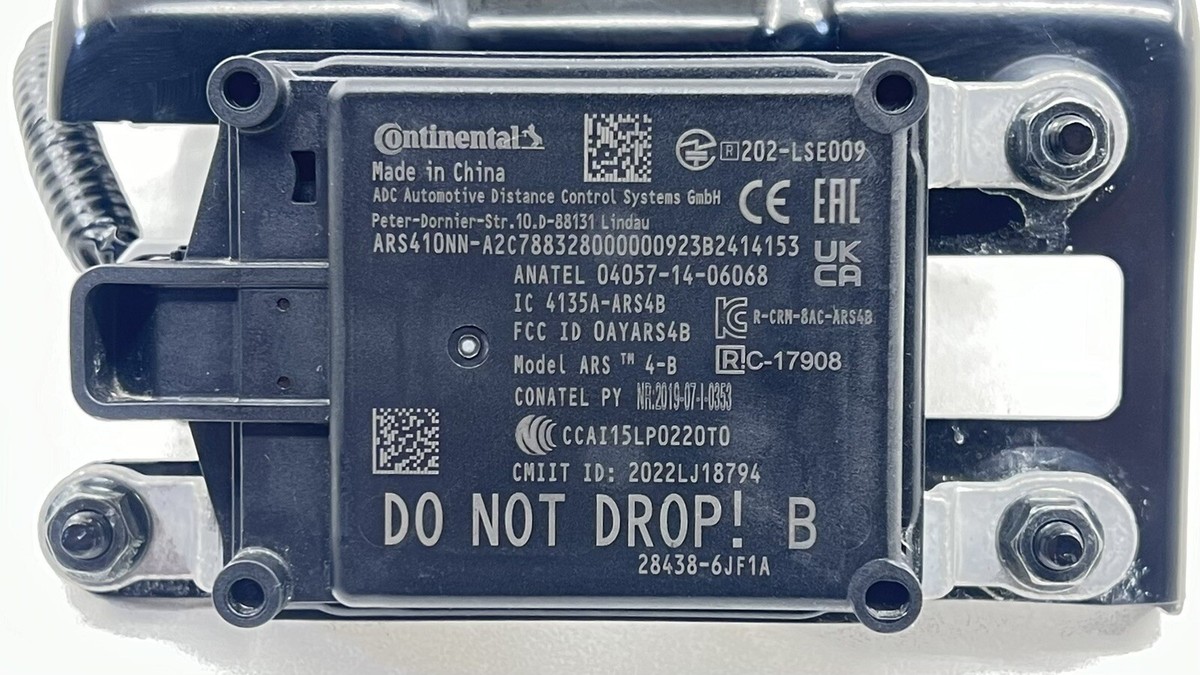 Continental
R 202-LSE009
Made in China
ADC Automotive Distance Control Systems GmbH
CE EAC
Peter-Dornier-Str.10.D-88131 Lindau
ARS410NN-A2C788328000000923B2414153
UK
CA
ANATEL 04057-14-06068
IC 4135A-ARS4B
R-CRM-8AC-ARS4B
FCC ID OAYARS4B
Model ARS ™ 4-B
R!C-17908
CONATEL PY NR:2019-07-I-0353
CCAI15LP0220T0
CMIIT ID: 2022LJ18794
DO NOT DROP! B
28438-6JF1A